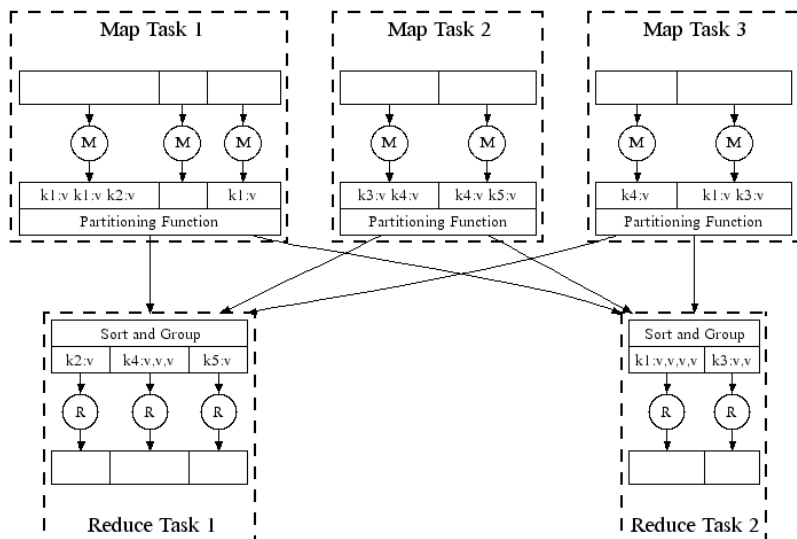 Map Task 1
Map Task 2
Map Task 3
M M M
M M
M M
k1:v k1:v k2:v
k1:v
k3:v k4:v
k4:v k5:v
k4:v
k1:v k3:v
Partitioning Function
Partitioning Function
Partitioning Function
Sort and Group
Sort and Group
k2:v
k4:v,v,v
k5:v
k1:v,v,v,v
k3:v,v
R R R
R R
Reduce Task 1
Reduce Task 2